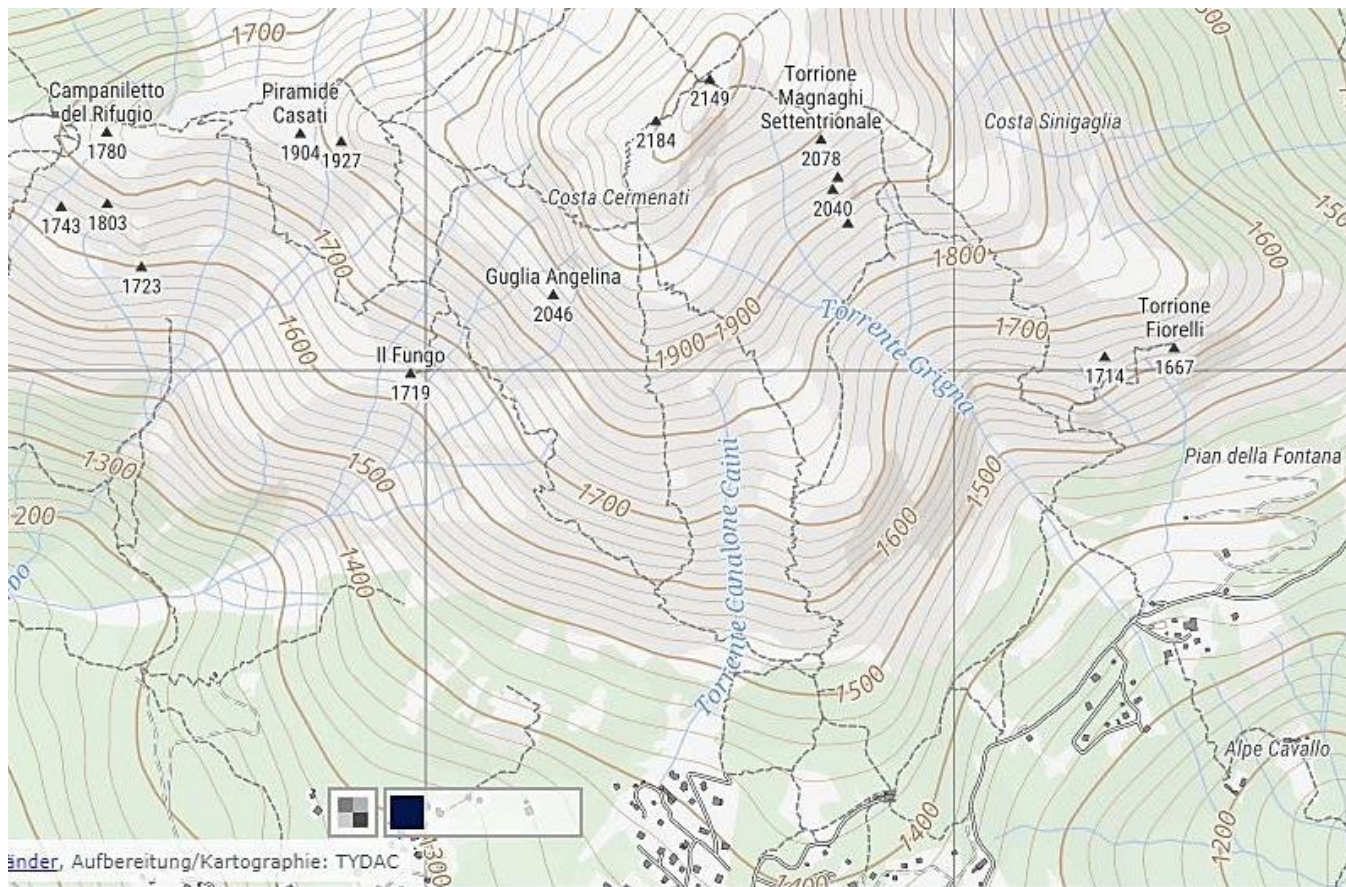 1700
Campaniletto
del Rifugio
1780
Piramide
Casati
1904
1927
2149
2184
Torrione
Magnaghi
Settentrionale
2078
2040
Costa Sinigaglia
1743
1803
1723
Costa Cermenati
1700
1800
1600
Guglia Angelina
2046
1600
Il Fungo
1719
1900
1900
Torrente Grigna
1700
Torrione
Fiorelli
1714
1667
1300
1500
1700
1500
Pian della Fontana
200
1400
1600
Torrente Canalone Caini
1500
Alpe Cavallo
1300
1400
1400
1200
änder, Aufbereitung/Kartographie: TYDAC